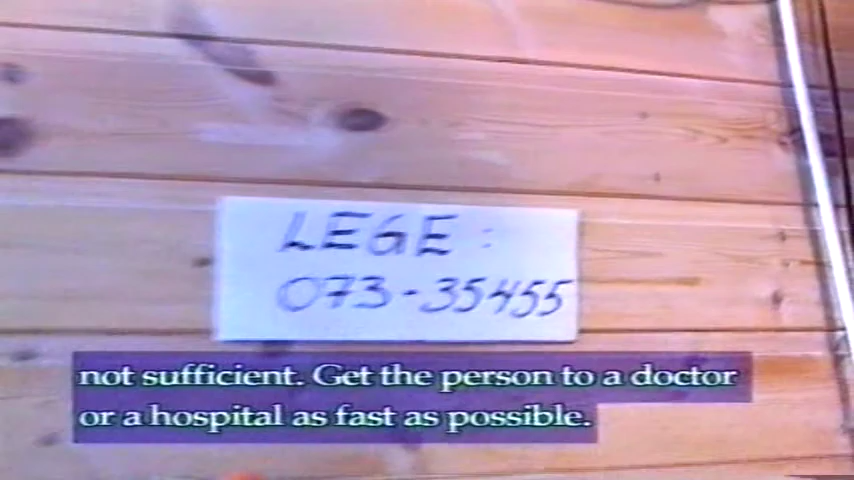 LEGE:
073-35455
not sufficient. Get the person to a doctor
or a hospital as fast as possible.